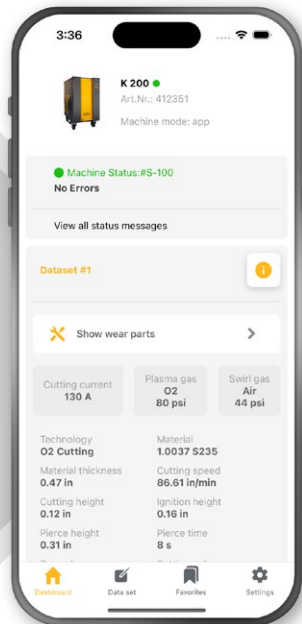 3:36
K 200
Art.Nr.: 412351
Machine mode: app
Machine Status:#S-100
No Errors
View all status messages
Dataset #1
Show wear parts
Cutting current
130 A
Plasma gas
O2
80 psi
Swirl gas
Air
44 psi
Technology
O2 Cutting
Material
1.0037 S235
Material thickness
0.47 in
Cutting speed
86.61 in/min
Cutting height
0.12 in
Ignition height
0.16 in
Pierce height
0.31 in
Pierce time
8 s
Dashboard
Data set
Favorites
Settings